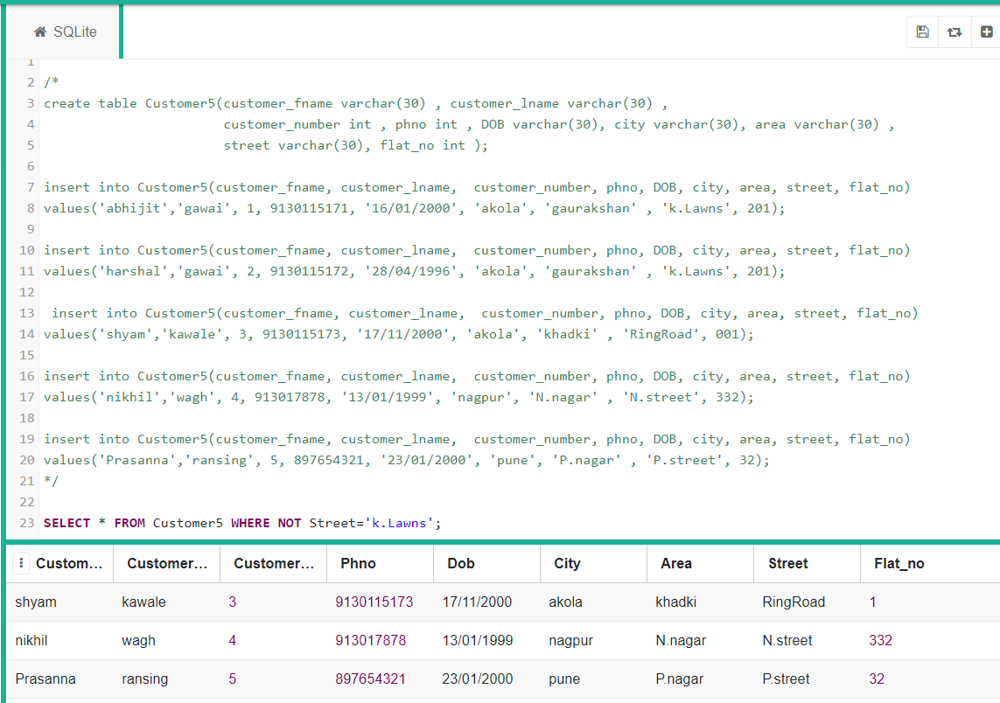 SQLite
1
2 /*
3 create table Customer5(customer_fname varchar(30) , customer_lname varchar(30) ,
4 customer_number int , phno int , DOB varchar(30), city varchar(30), area varchar(30) ,
5 street varchar(30), flat_no int );
6
7 insert into Customer5(customer_fname, customer_lname,  customer_number, phno, DOB, city, area, street, flat_no)
8 values('abhijit','gawai', 1, 9130115171, '16/01/2000', 'akola', 'gaurakshan' , 'k.Lawns', 201);
9
10 insert into Customer5(customer_fname, customer_lname,  customer_number, phno, DOB, city, area, street, flat_no)
11 values('harshal','gawai', 2, 9130115172, '28/04/1996', 'akola', 'gaurakshan' , 'k.Lawns', 201);
12
13  insert into Customer5(customer_fname, customer_lname,  customer_number, phno, DOB, city, area, street, flat_no)
14 values('shyam','kawale', 3, 9130115173, '17/11/2000', 'akola', 'khadki' , 'RingRoad', 001);
15
16 insert into Customer5(customer_fname, customer_lname,  customer_number, phno, DOB, city, area, street, flat_no)
17 values('nikhil','wagh', 4, 913017878, '13/01/1999', 'nagpur', 'N.nagar' , 'N.street', 332);
18
19 insert into Customer5(customer_fname, customer_lname,  customer_number, phno, DOB, city, area, street, flat_no)
20 values('Prasanna','ransing', 5, 897654321, '23/01/2000', 'pune', 'P.nagar' , 'P.street', 32);
21 */
22
23 SELECT * FROM Customer5 WHERE NOT Street='k.Lawns';
Custom... Customer... Customer... Phno Dob City Area Street Flat_no
shyam kawale 3 9130115173 17/11/2000 akola khadki RingRoad 1
nikhil wagh 4 913017878 13/01/1999 nagpur N.nagar N.street 332
Prasanna ransing 5 897654321 23/01/2000 pune P.nagar P.street 32